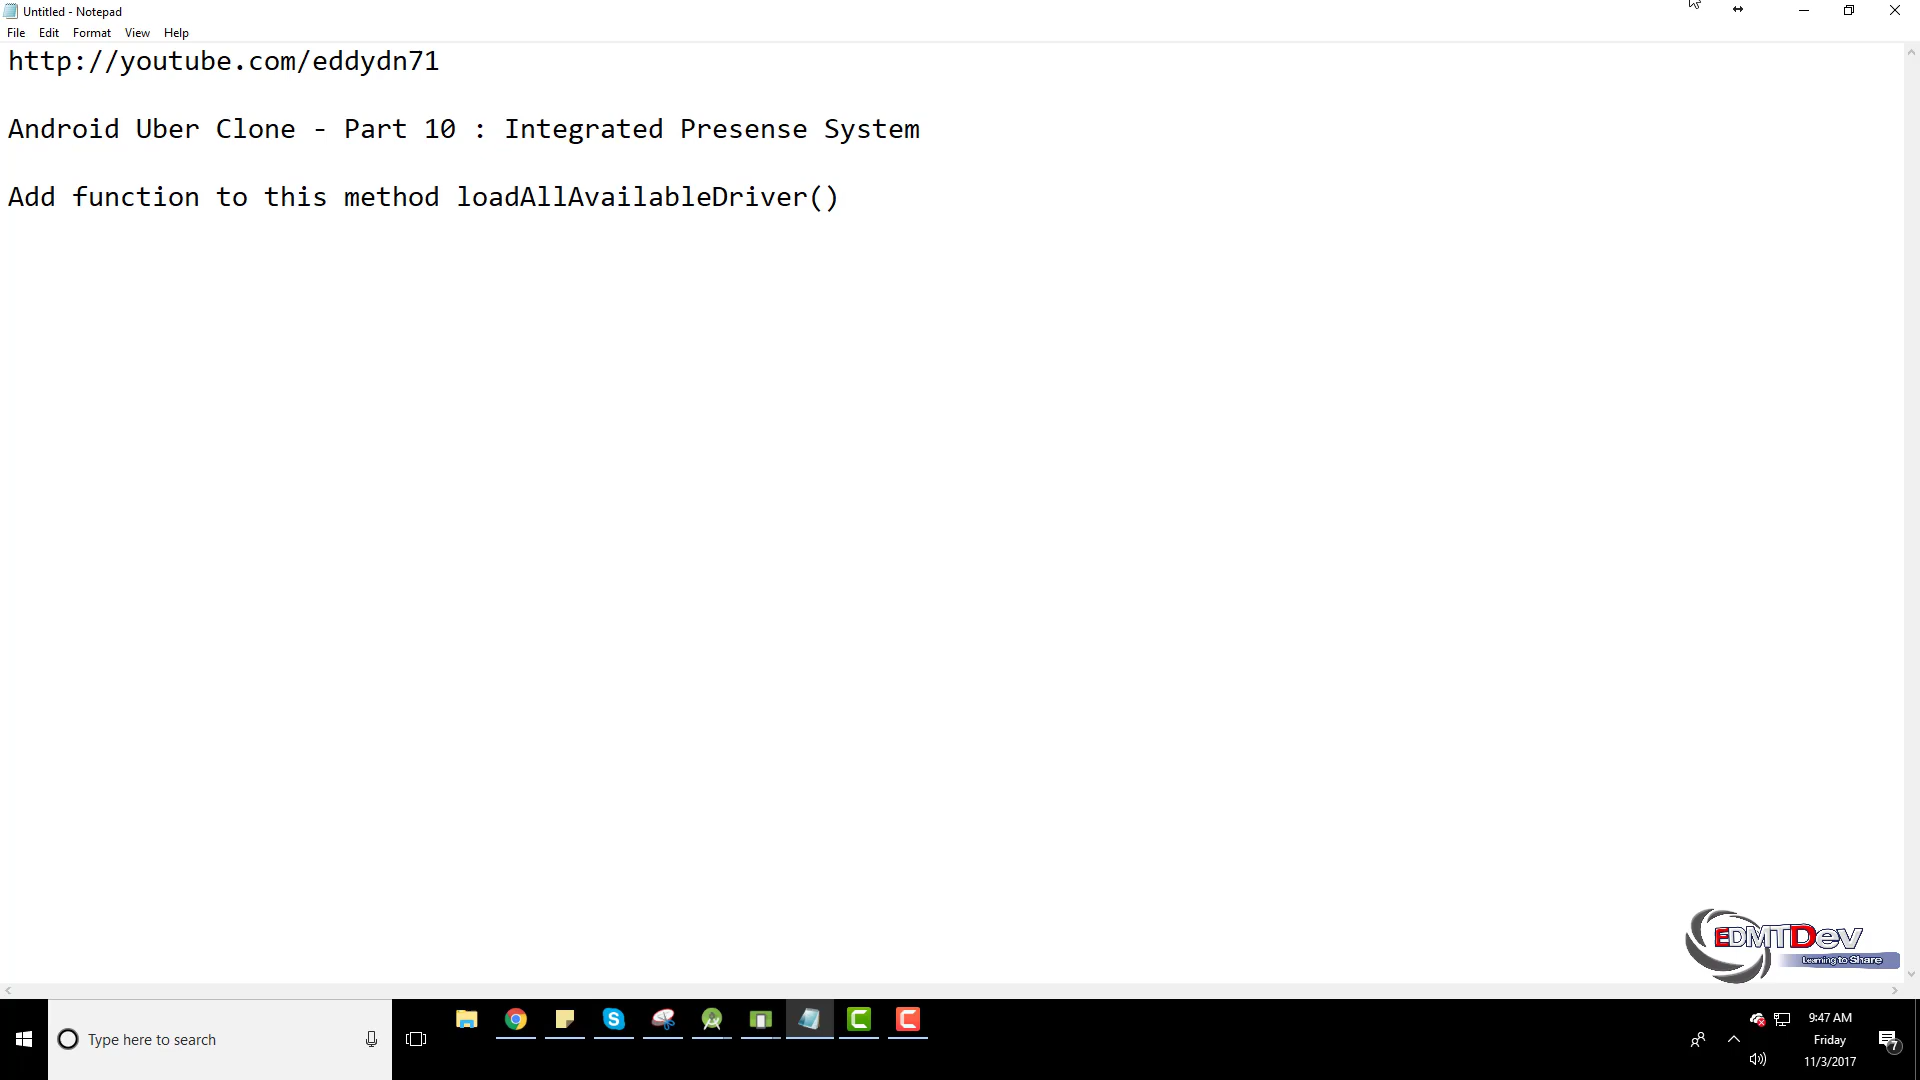 Untitled - Notepad
File Edit Format View Help
http://youtube.com/eddydn71
Android Uber Clone - Part 10 : Integrated Presense System
Add function to this method loadAllAvailableDriver()
EDMTDev
Learning to Share
Type here to search
9:47 AM
Friday
11/3/2017
7